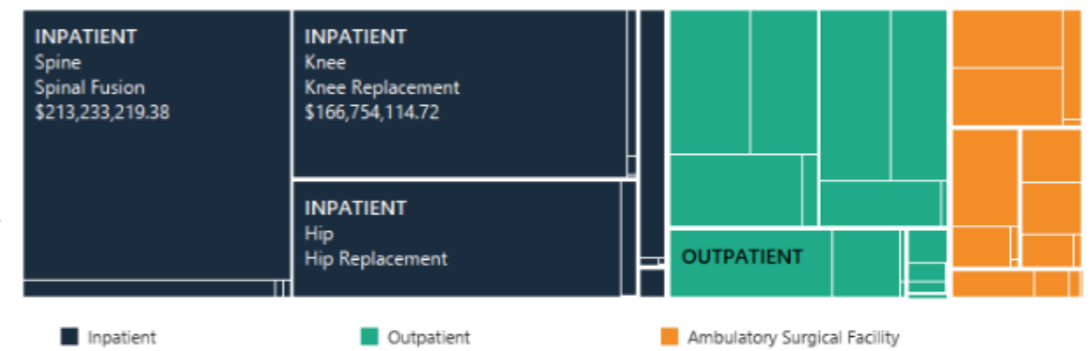 INPATIENT
Spine
Spinal Fusion
$213,233,219.38
INPATIENT
Knee
Knee Replacement
$166,754,114.72
INPATIENT
Hip
Hip Replacement
OUTPATIENT
Inpatient
Outpatient
Ambulatory Surgical Facility